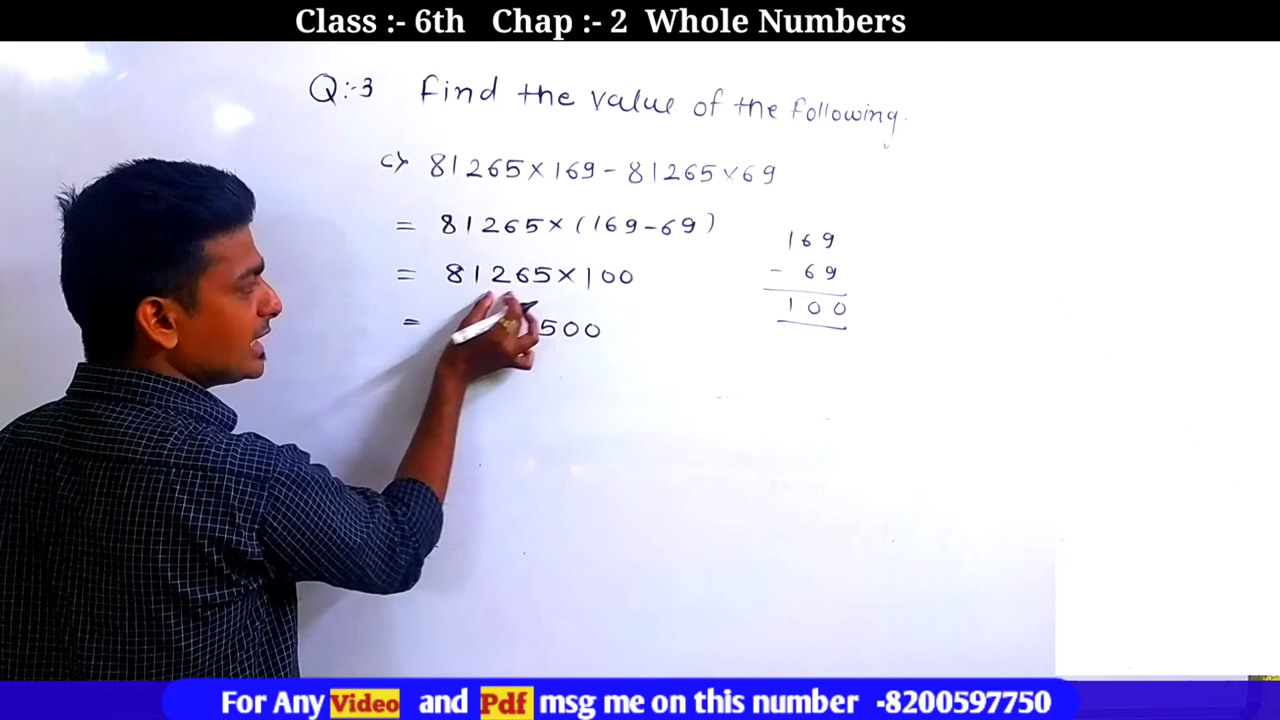 Class :- 6th Chap :- 2 Whole Numbers
Q:-3 Find the value of the following.
c) 81265×169-81265×69
= 81265×(169-69)
= 81265×100
= 500
169
- 69
100
For Any Video and Pdf msg me on this number -8200597750